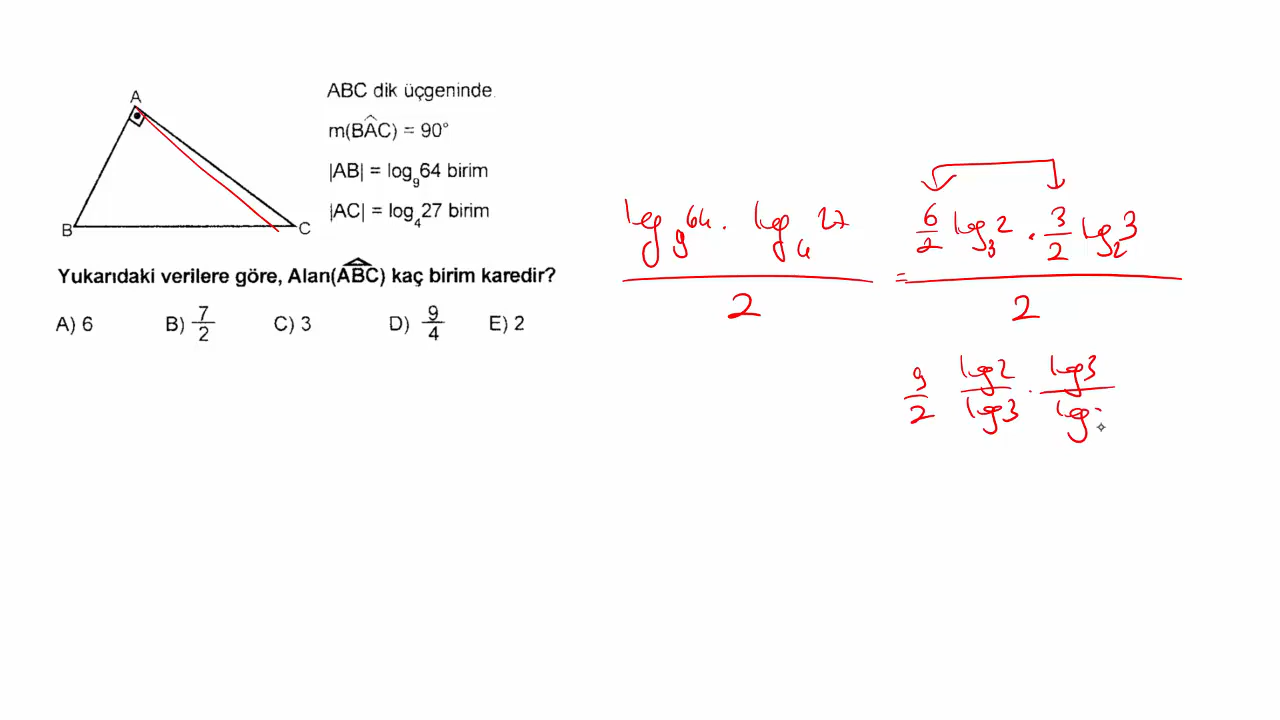 A
B
C
ABC dik üçgeninde
m(BAC) = 90°
|AB| = log₉64 birim
|AC| = log₄27 birim
Yukarıdaki verilere göre, Alan(ABC) kaç birim karedir?
A) 6 B) 7/2 C) 3 D) 9/4 E) 2
log₉64 · log₄27 / 2 = 6/2 log₃2 · 3/2 log₂3 / 2
9/2 log2/log3 · log3/log